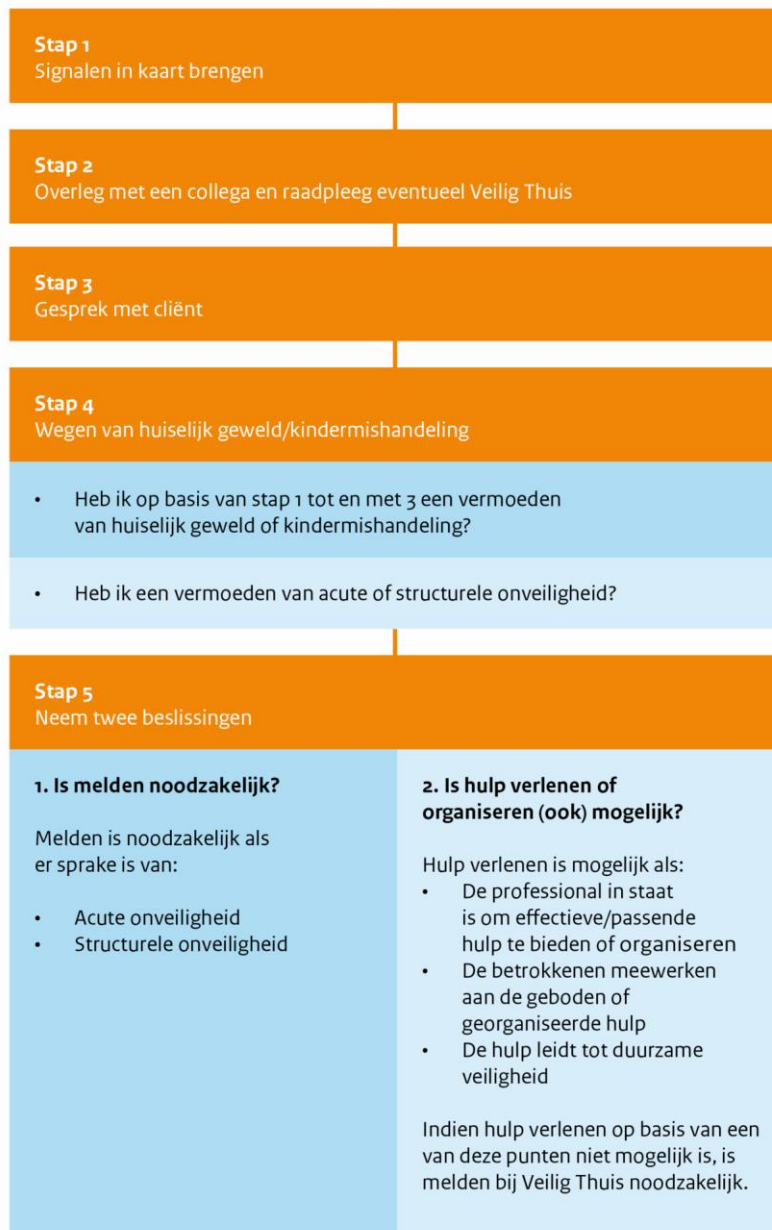 Stap 1
Signalen in kaart brengen
Stap 2
Overleg met een collega en raadpleeg eventueel Veilig Thuis
Stap 3
Gesprek met cliënt
Stap 4
Wegen van huiselijk geweld/kindermishandeling
• Heb ik op basis van stap 1 tot en met 3 een vermoeden
van huiselijk geweld of kindermishandeling?
• Heb ik een vermoeden van acute of structurele onveiligheid?
Stap 5
Neem twee beslissingen
1. Is melden noodzakelijk?
Melden is noodzakelijk als
er sprake is van:
• Acute onveiligheid
• Structurele onveiligheid
2. Is hulp verlenen of
organiseren (ook) mogelijk?
Hulp verlenen is mogelijk als:
• De professional in staat
is om effectieve/passende
hulp te bieden of organiseren
• De betrokkenen meewerken
aan de geboden of
georganiseerde hulp
• De hulp leidt tot duurzame
veiligheid
Indien hulp verlenen op basis van een
van deze punten niet mogelijk is, is
melden bij Veilig Thuis noodzakelijk.